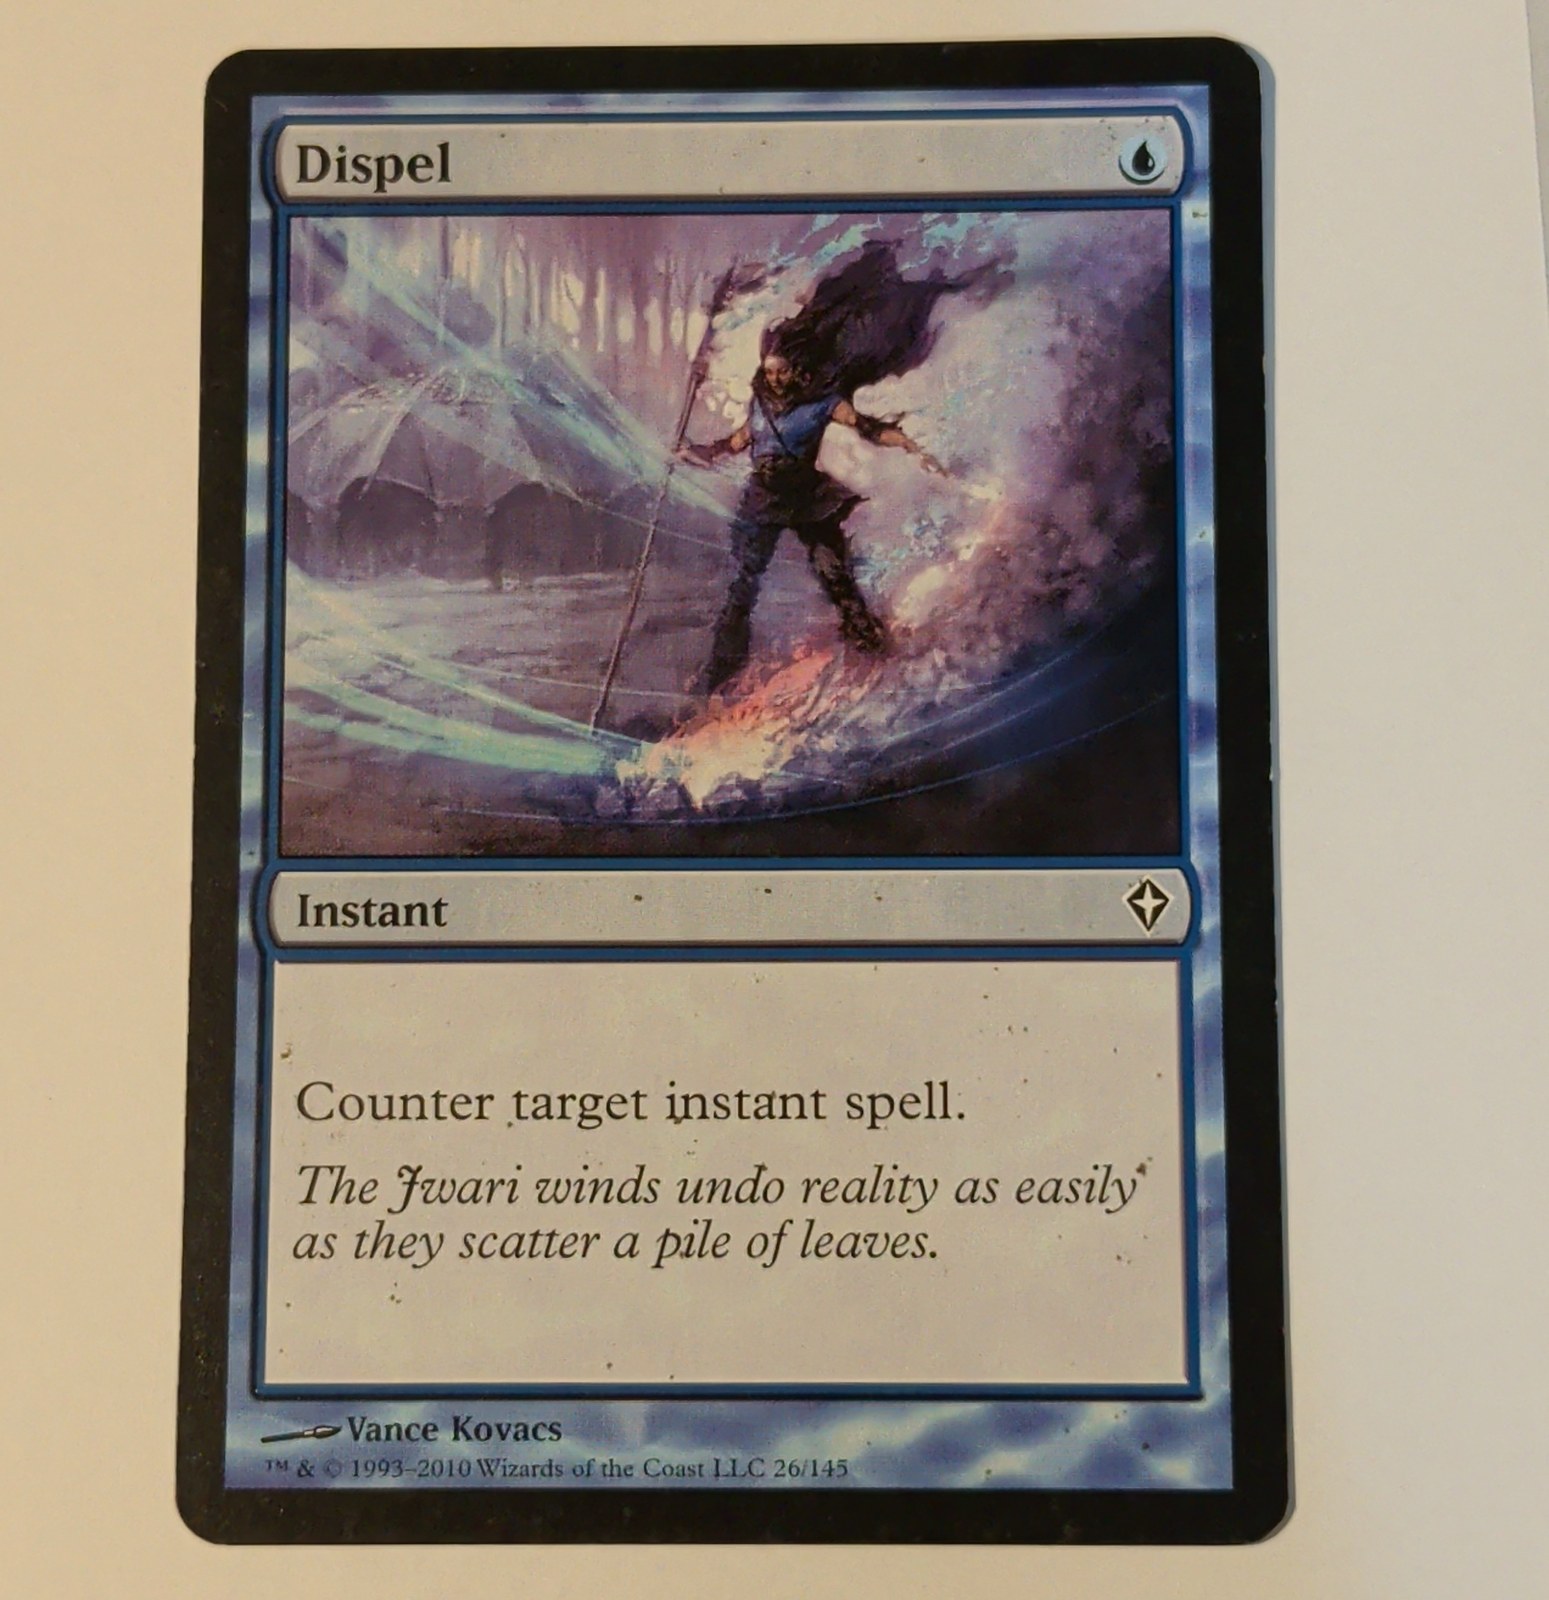 Dispel
Instant
Counter target instant spell.
The Jwari winds undo reality as easily
as they scatter a pile of leaves.
Vance Kovacs
™ & © 1993–2010 Wizards of the Coast LLC 26/145